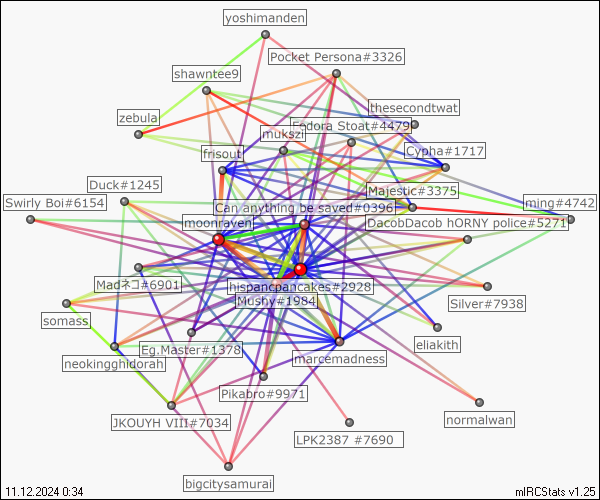 yoshimanden
Pocket Persona#3326
shawntee9
thesecondtwat
zebula
Fedora Stoat#4479
mukszi
Cypha#1717
frisout
Duck#1245
Majestic#3375
Swirly Boi#6154
Can anything be saved#0396
ming#4742
moonraven
DacobDacob hORNY police#5271
Madネコ#6901
hispancpancakes#2928
Mushy#1984
Silver#7938
somass
eliakith
Eg.Master#1378
marcemadness
neokingghidorah
Pikabro#9971
JKOUYH VIII#7034
normalwan
LPK2387 #7690
bigcitysamurai
11.12.2024 0:34
mIRCStats v1.25